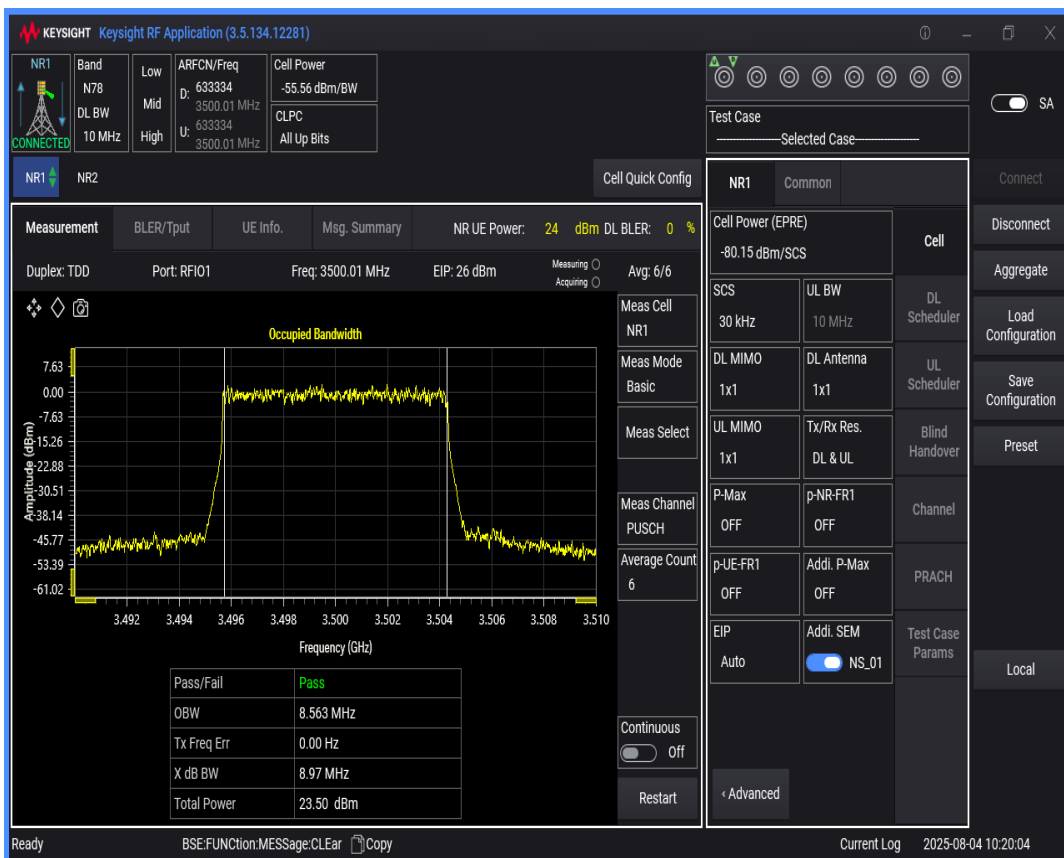 KEYSIGHT Keysight RF Application (3.5.134.12281)
NR1
CONNECTED
Band
N78
DL BW
10 MHz
Low
Mid
High
ARFCN/Freq
D: 633334
3500.01 MHz
U: 633334
3500.01 MHz
Cell Power
-55.56 dBm/BW
CLPC
All Up Bits
Test Case
Selected Case
SA
NR1 NR2
Cell Quick Config
Measurement BLER/Tput UE Info. Msg. Summary NR UE Power: 24 dBm DL BLER: 0 %
Duplex: TDD Port: RFIO1 Freq: 3500.01 MHz EIP: 26 dBm Measuring Avg: 6/6
Acquiring
Occupied Bandwidth
Amplitude (dBm)
7.63
0.00
-7.63
-15.26
-22.88
-30.51
-38.14
-45.77
-53.39
-61.02
3.492 3.494 3.496 3.498 3.500 3.502 3.504 3.506 3.508 3.510
Frequency (GHz)
Pass/Fail Pass
OBW 8.563 MHz
Tx Freq Err 0.00 Hz
X dB BW 8.97 MHz
Total Power 23.50 dBm
Meas Cell
NR1
Meas Mode
Basic
Meas Select
Meas Channel
PUSCH
Average Count
6
Continuous
Off
Restart
NR1 Common
Cell Power (EPRE)
-80.15 dBm/SCS
SCS
30 kHz
UL BW
10 MHz
DL MIMO
1x1
DL Antenna
1x1
UL MIMO
1x1
Tx/Rx Res.
DL & UL
P-Max
OFF
p-NR-FR1
OFF
p-UE-FR1
OFF
Addi. P-Max
OFF
EIP
Auto
Addi. SEM
NS_01
‹ Advanced
Cell
DL
Scheduler
UL
Scheduler
Blind
Handover
Channel
PRACH
Test Case
Params
Connect
Disconnect
Aggregate
Load
Configuration
Save
Configuration
Preset
Local
Ready BSE:FUNCtion:MESSage:CLEar Copy Current Log 2025-08-04 10:20:04